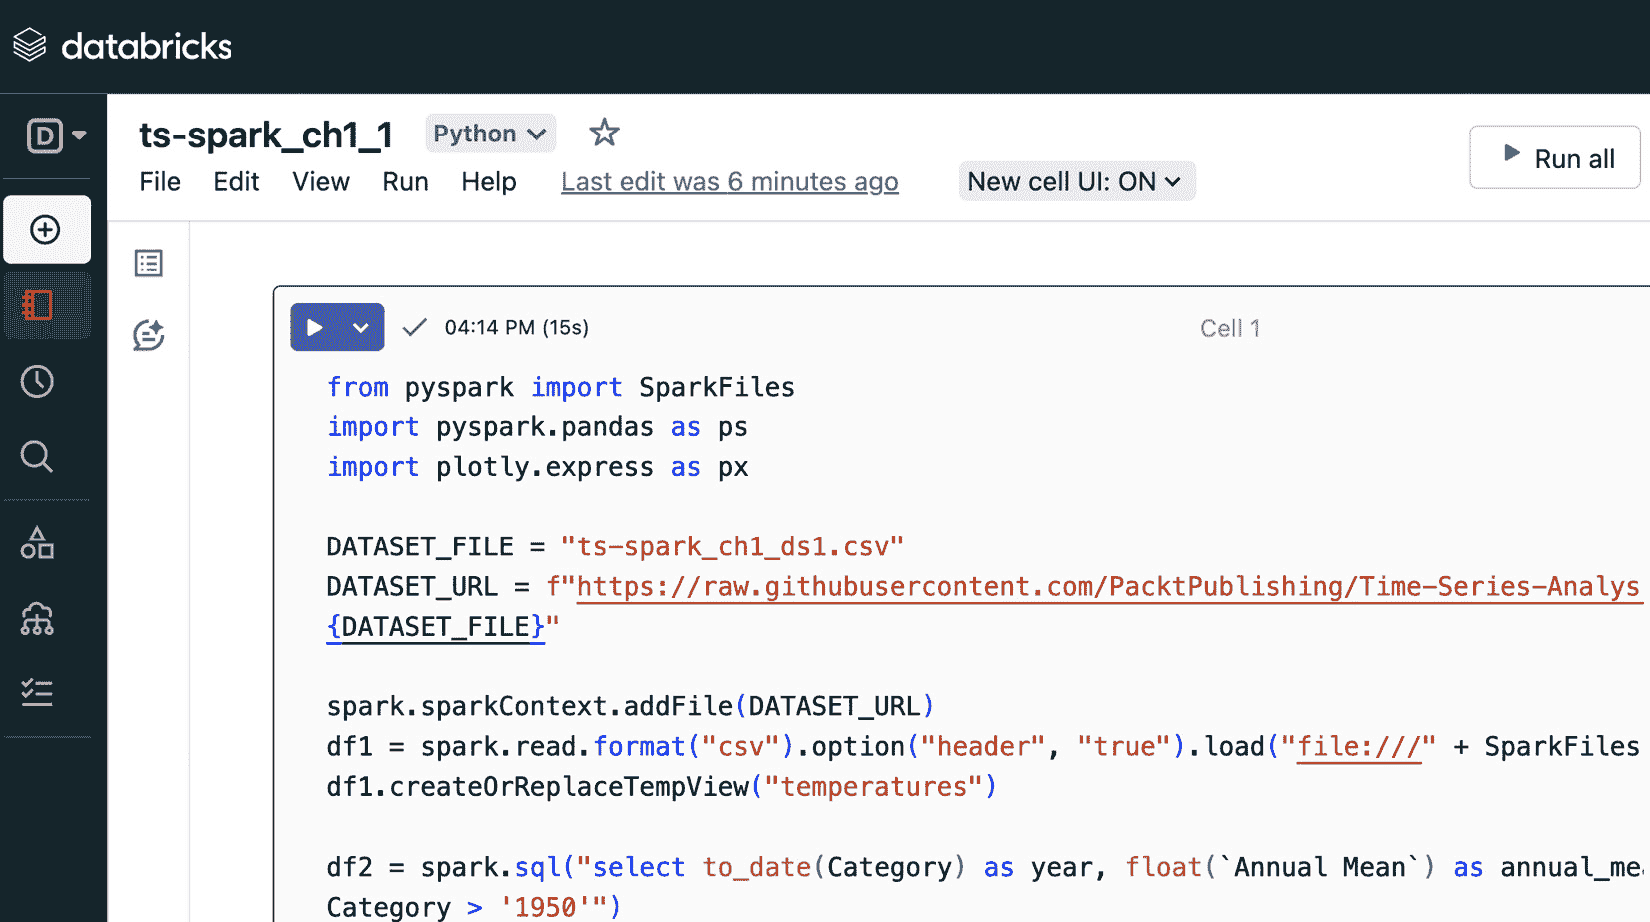 databricks
D
ts-spark_ch1_1 Python
File Edit View Run Help Last edit was 6 minutes ago New cell UI: ON
Run all
04:14 PM (15s) Cell 1
from pyspark import SparkFiles
import pyspark.pandas as ps
import plotly.express as px
DATASET_FILE = "ts-spark_ch1_ds1.csv"
DATASET_URL = f"https://raw.githubusercontent.com/PacktPublishing/Time-Series-Analys
{DATASET_FILE}"
spark.sparkContext.addFile(DATASET_URL)
df1 = spark.read.format("csv").option("header", "true").load("file:///" + SparkFiles
df1.createOrReplaceTempView("temperatures")
df2 = spark.sql("select to_date(Category) as year, float(`Annual Mean`) as annual_me
Category > '1950'")